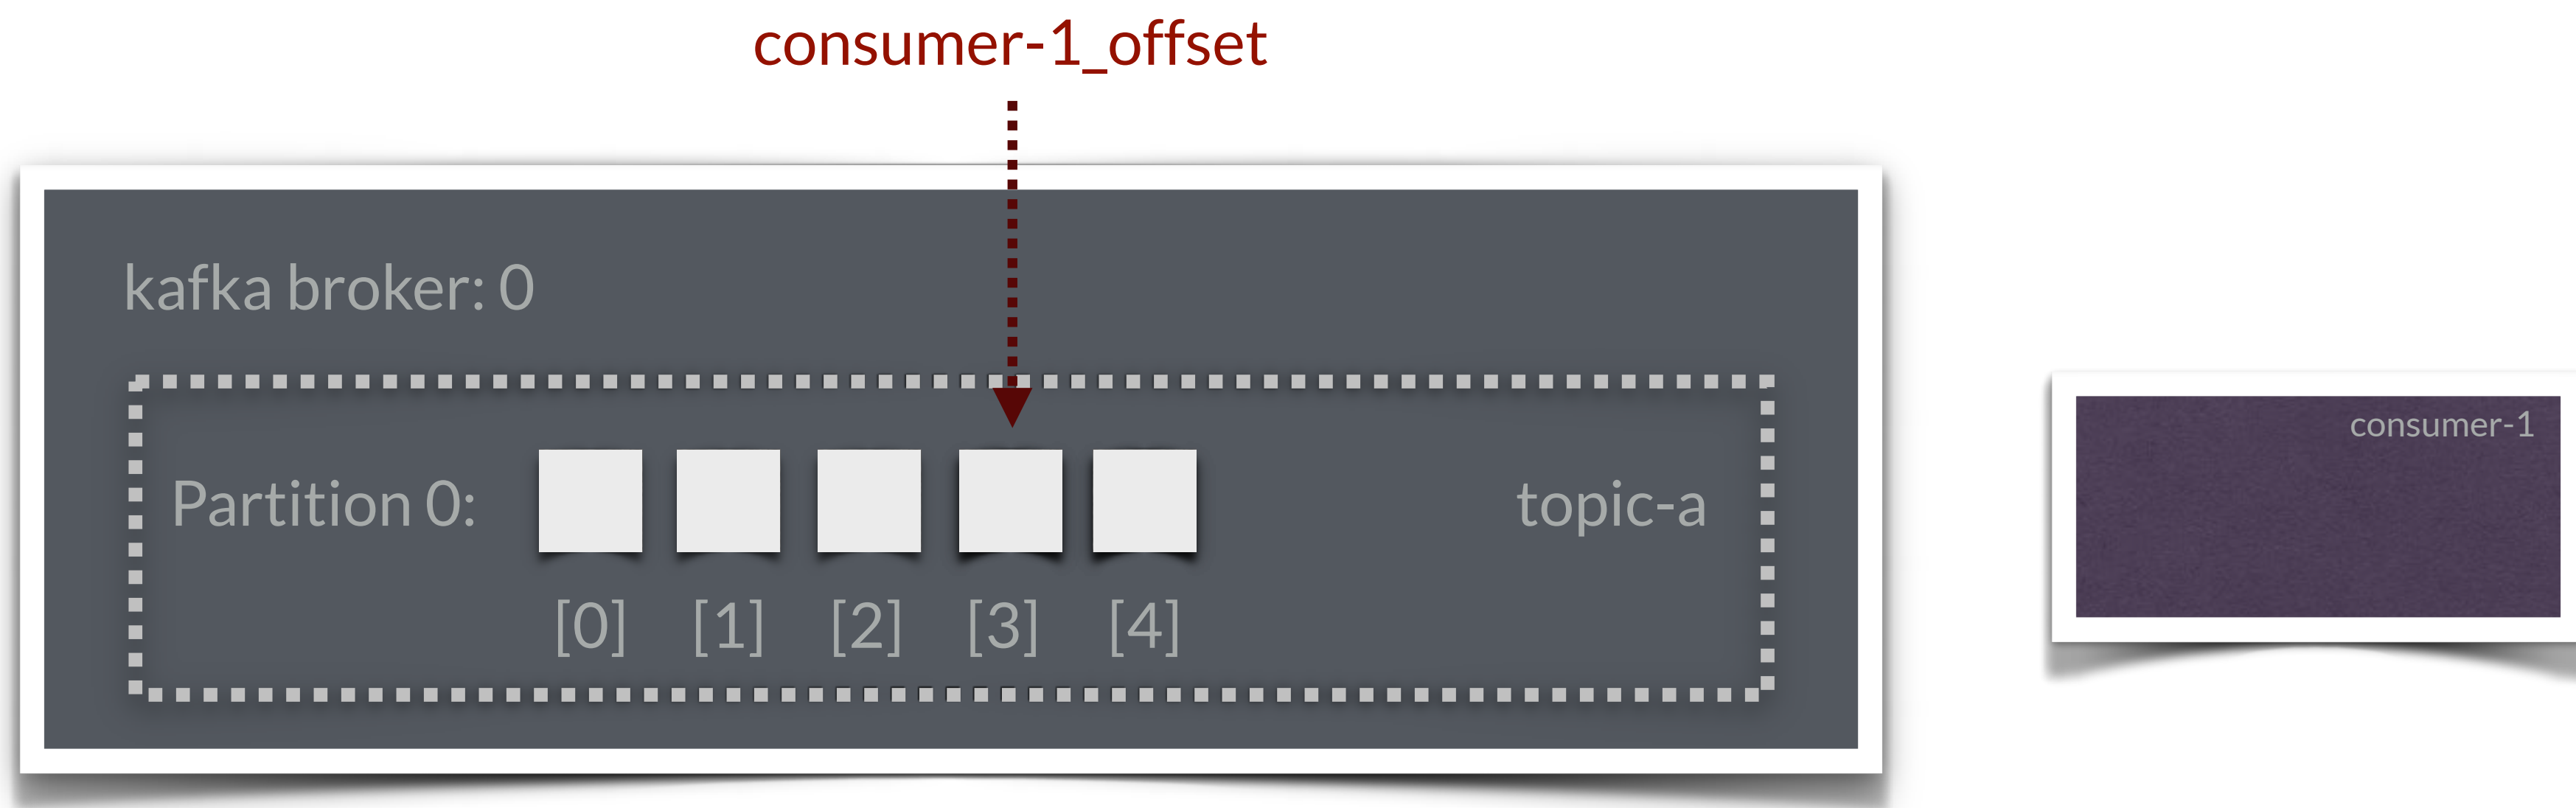 consumer-1_offset
kafka broker: 0
consumer-1
Partition 0:
topic-a
[0] [1] [2] [3] [4]